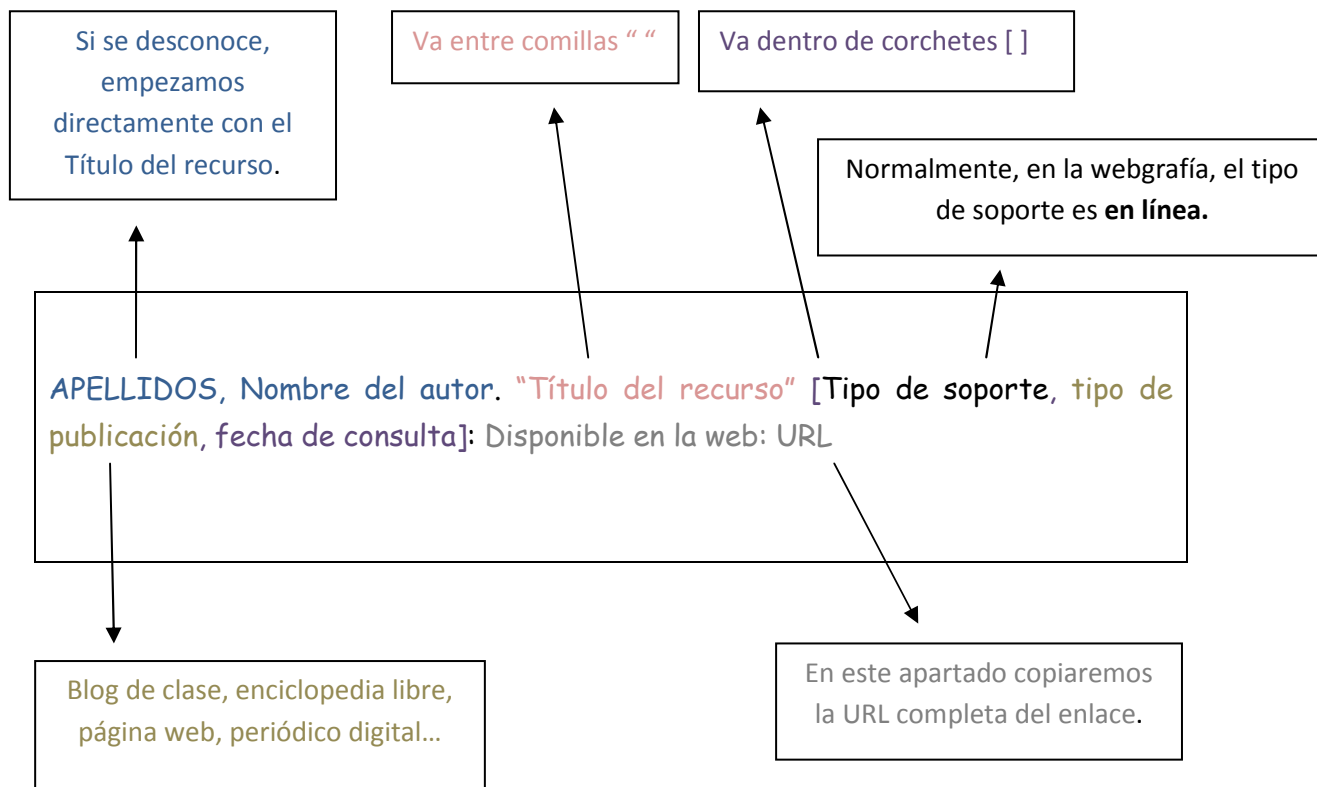 Si se desconoce,
empezamos
directamente con el
Título del recurso.
Va entre comillas “ “
Va dentro de corchetes [ ]
Normalmente, en la webgrafía, el tipo
de soporte es en línea.
APELLIDOS, Nombre del autor. “Título del recurso” [Tipo de soporte, tipo de
publicación, fecha de consulta]: Disponible en la web: URL
Blog de clase, enciclopedia libre,
página web, periódico digital…
En este apartado copiaremos
la URL completa del enlace.